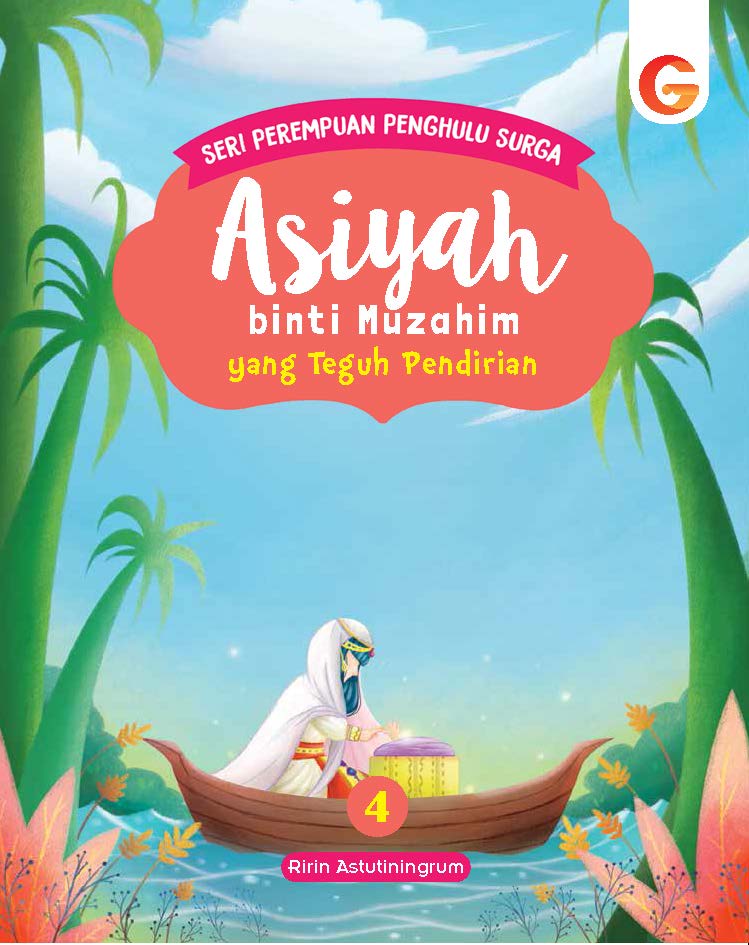 G
SERI PEREMPUAN PENGHULU SURGA
Asiyah
binti Muzahim
yang Teguh Pendirian
4
Ririn Astutiningrum